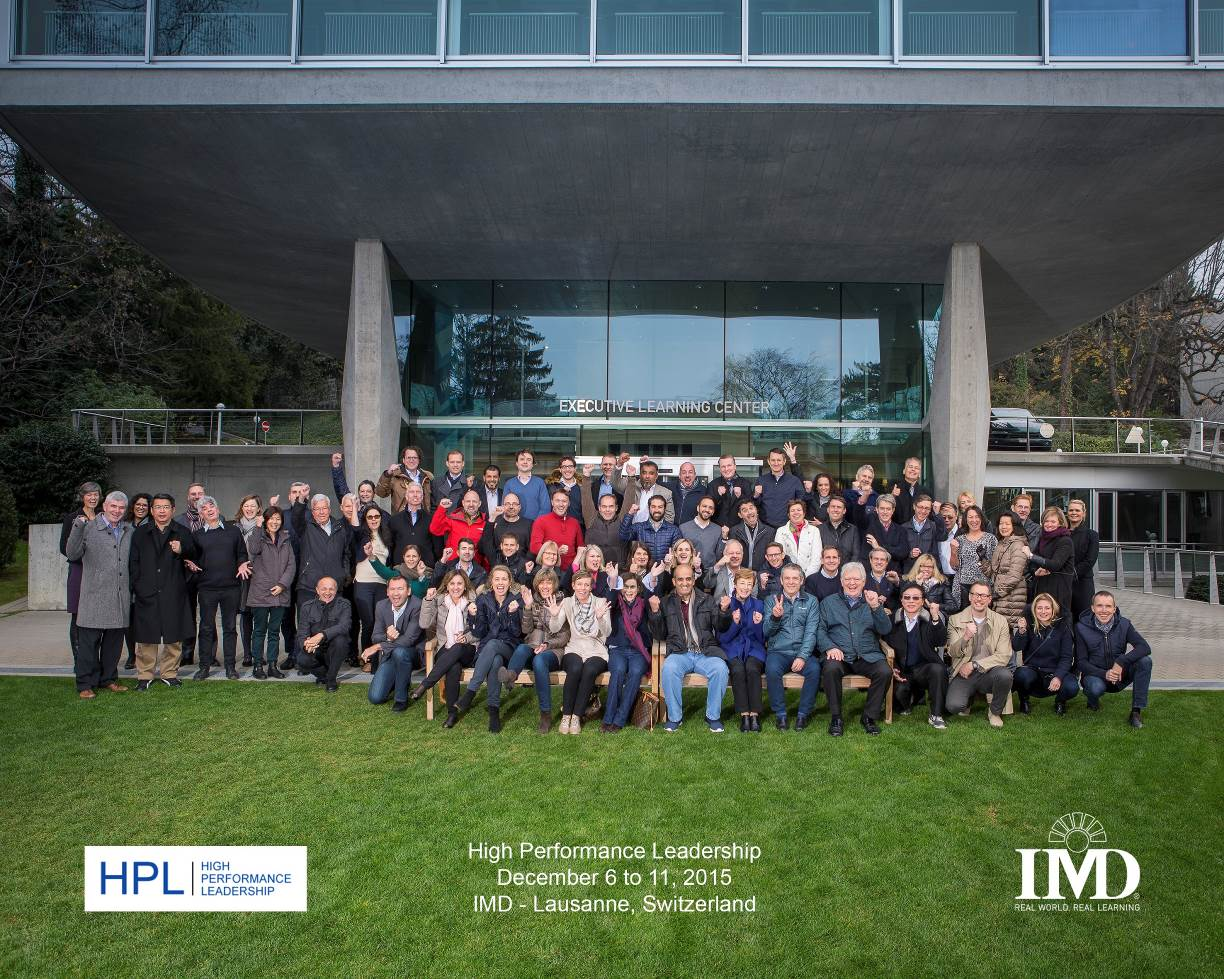 EXECUTIVE LEARNING CENTER
HPL
HIGH
PERFORMANCE
LEADERSHIP
High Performance Leadership
December 6 to 11, 2015
IMD - Lausanne, Switzerland
IMD
REAL WORLD. REAL LEARNING